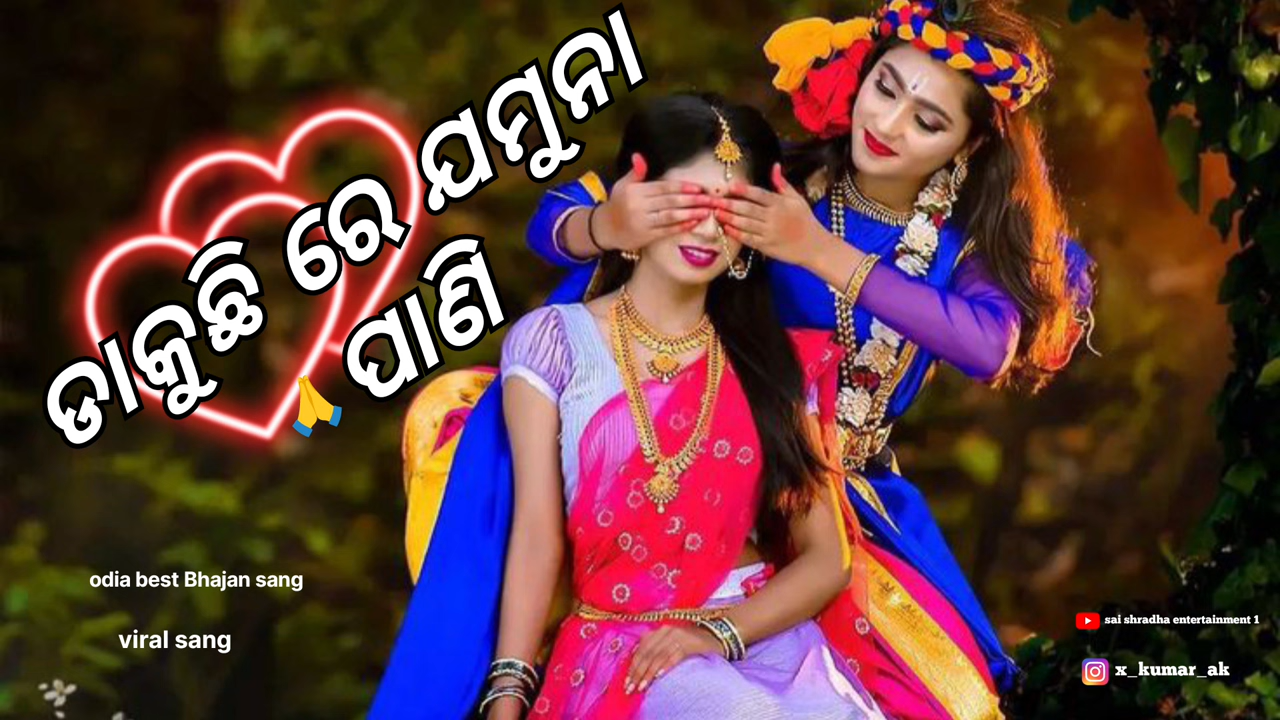 ଡାକୁଛି ରେ ଯମୁନା
ପାଣି
odia best Bhajan sang
viral sang
sai shradha entertainment 1
x_kumar_ak